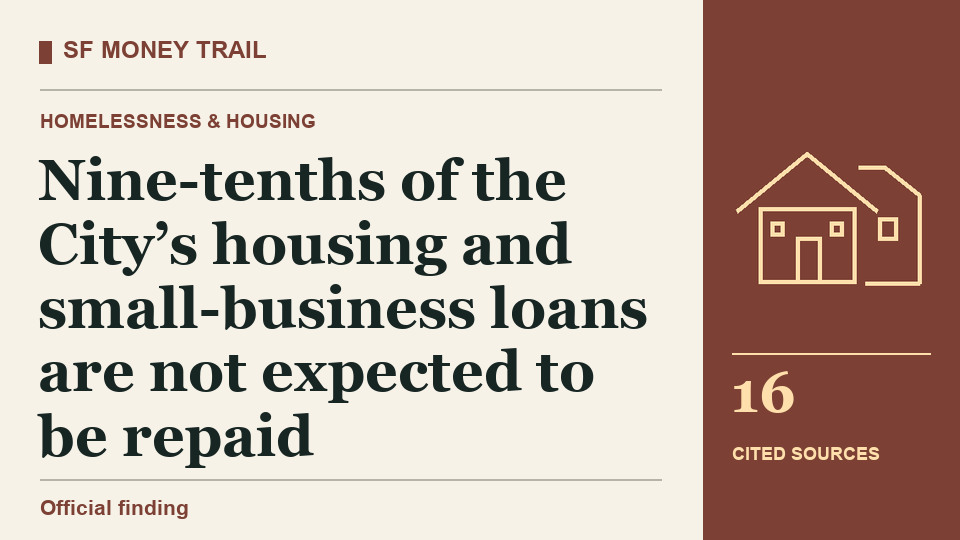 SF MONEY TRAIL
HOMELESSNESS & HOUSING
Nine-tenths of the
City’s housing and
small-business loans
are not expected to
be repaid
Official finding
16
CITED SOURCES